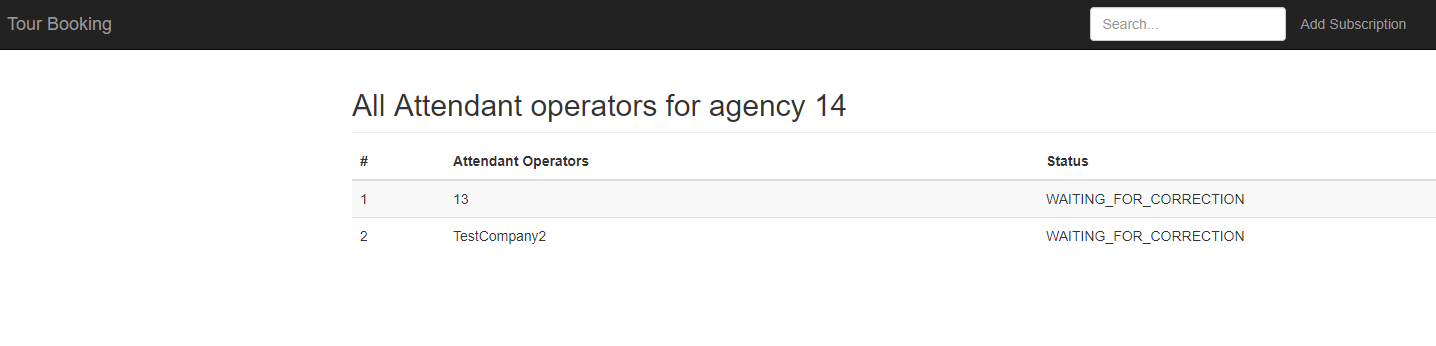 Tour Booking Search... Add Subscription
All Attendant operators for agency 14
# Attendant Operators Status
1 13 WAITING_FOR_CORRECTION
2 TestCompany2 WAITING_FOR_CORRECTION